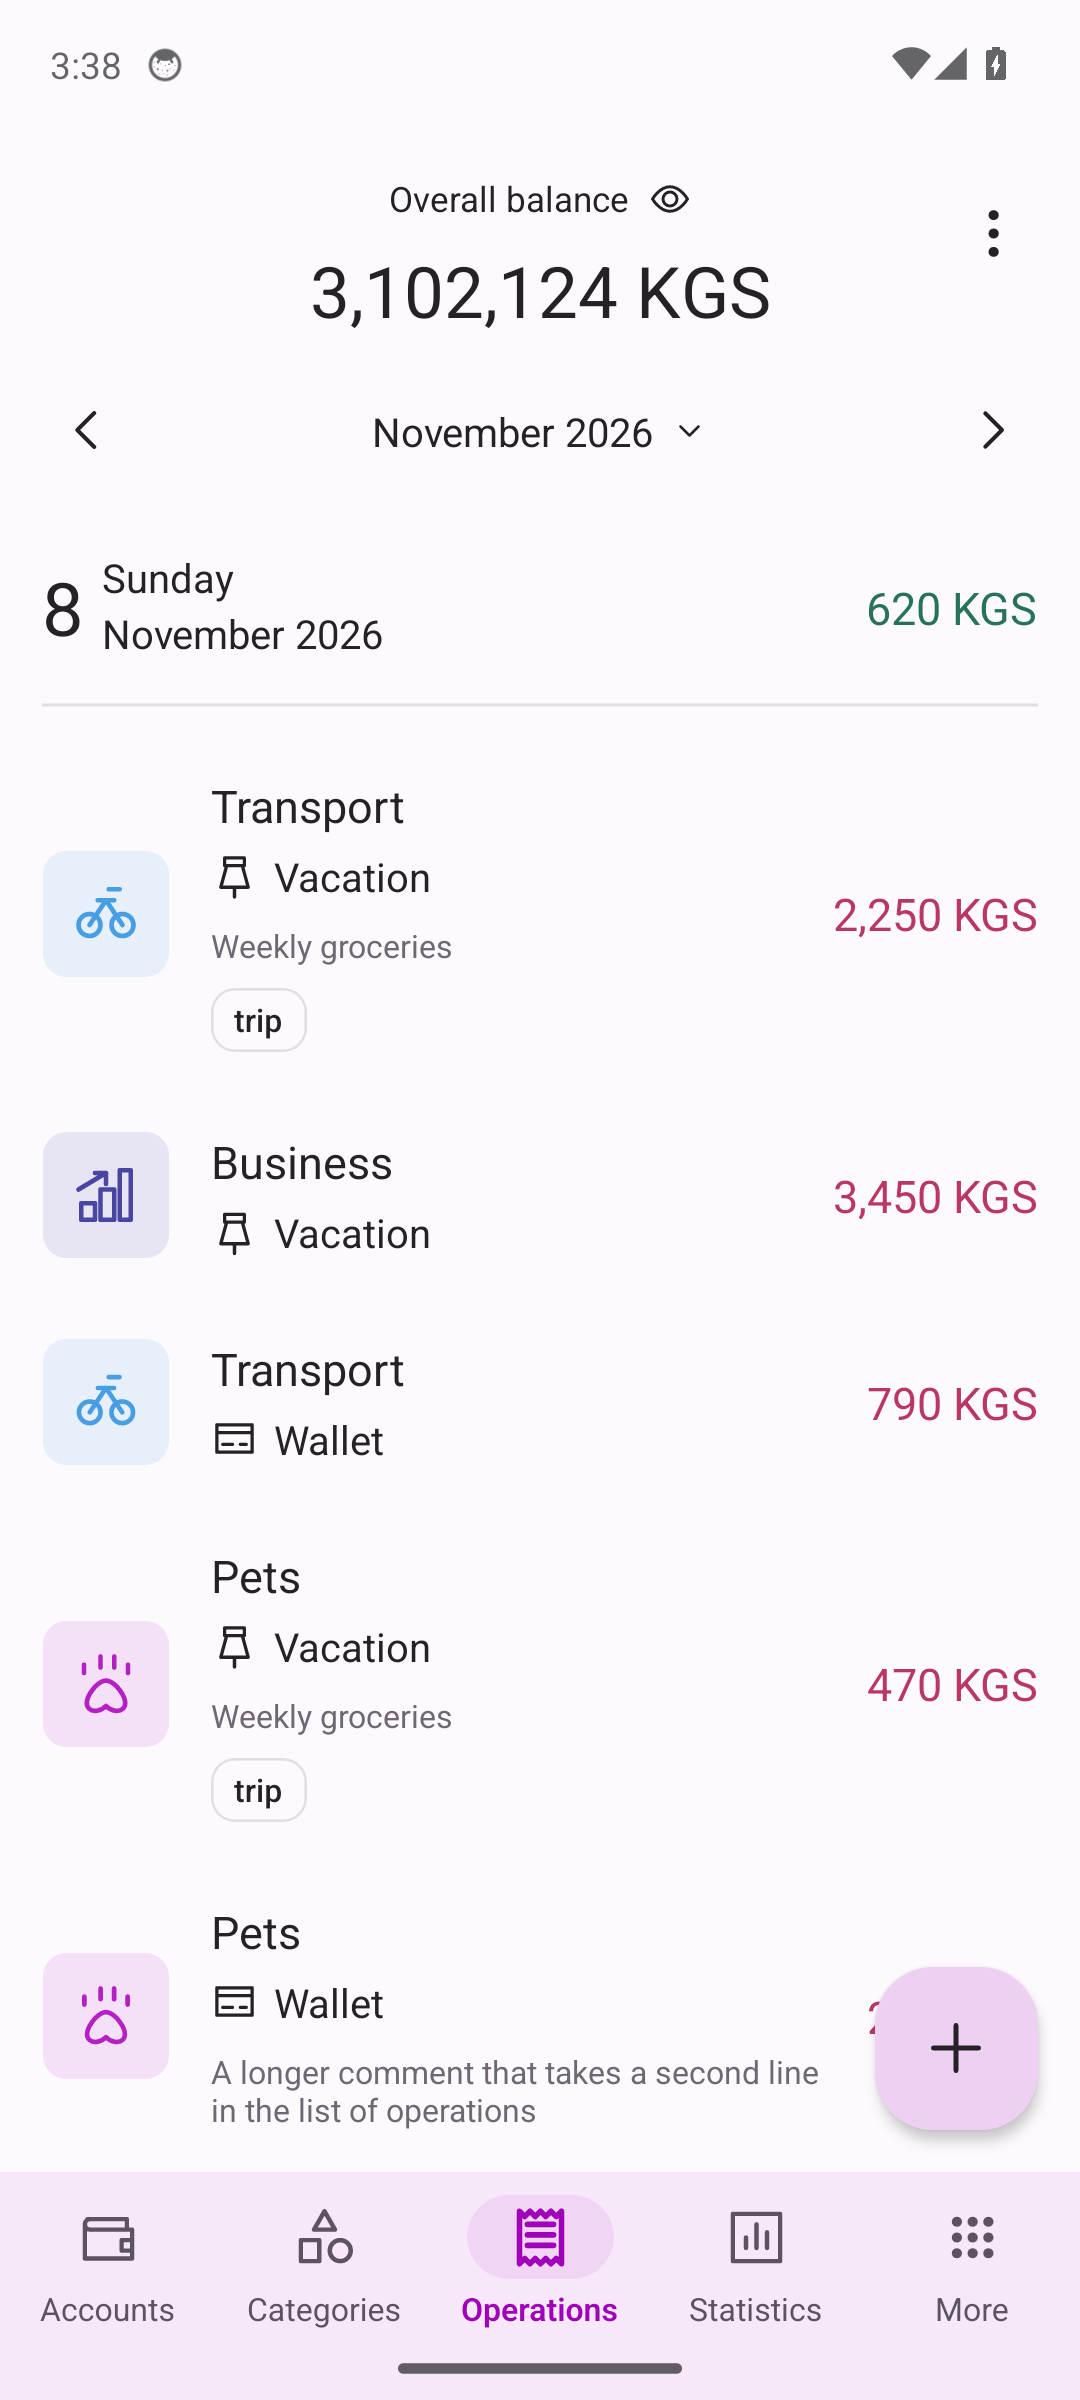 3:38
Overall balance
3,102,124 KGS
November 2026
8
Sunday
November 2026
620 KGS
Transport
Vacation
Weekly groceries
trip
2,250 KGS
Business
Vacation
3,450 KGS
Transport
Wallet
790 KGS
Pets
Vacation
Weekly groceries
trip
470 KGS
Pets
Wallet
A longer comment that takes a second line
in the list of operations
Accounts
Categories
Operations
Statistics
More